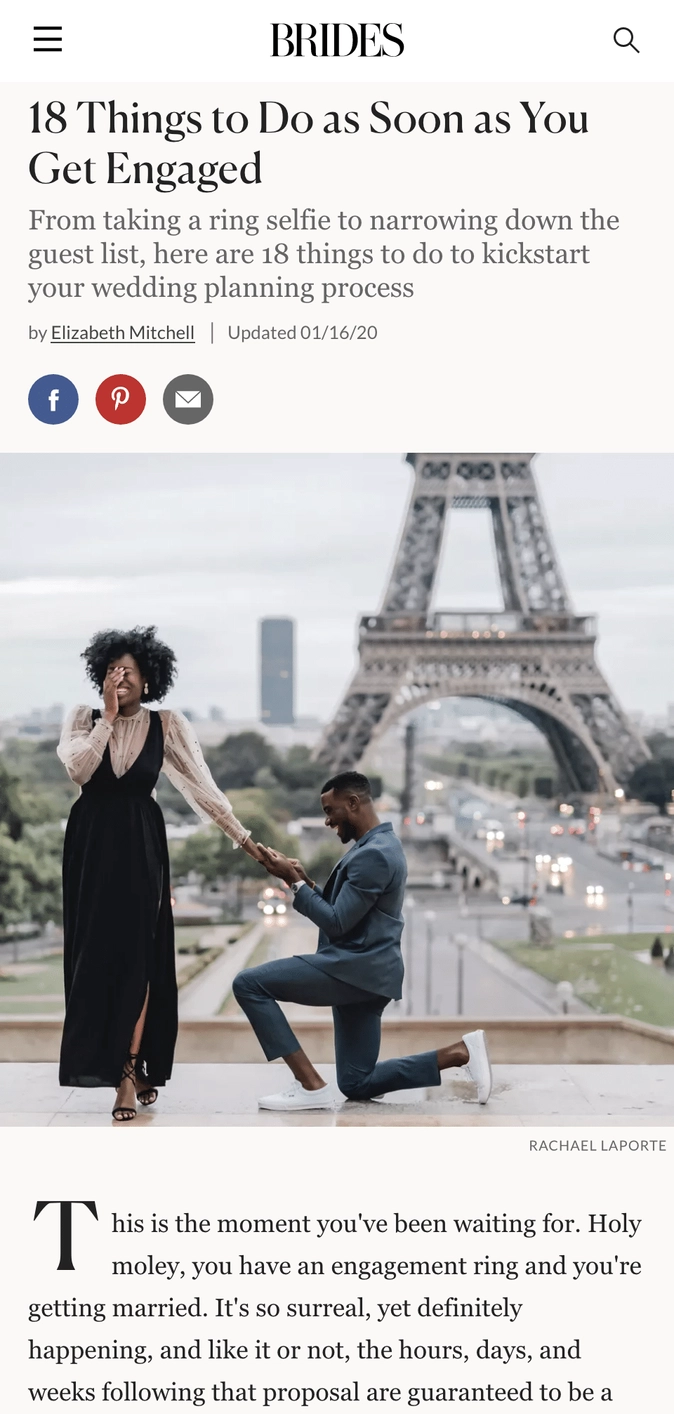 BRIDES
18 Things to Do as Soon as You
Get Engaged
From taking a ring selfie to narrowing down the
guest list, here are 18 things to do to kickstart
your wedding planning process
by Elizabeth Mitchell | Updated 01/16/20
RACHAEL LAPORTE
This is the moment you've been waiting for. Holy
moley, you have an engagement ring and you're
getting married. It's so surreal, yet definitely
happening, and like it or not, the hours, days, and
weeks following that proposal are guaranteed to be a